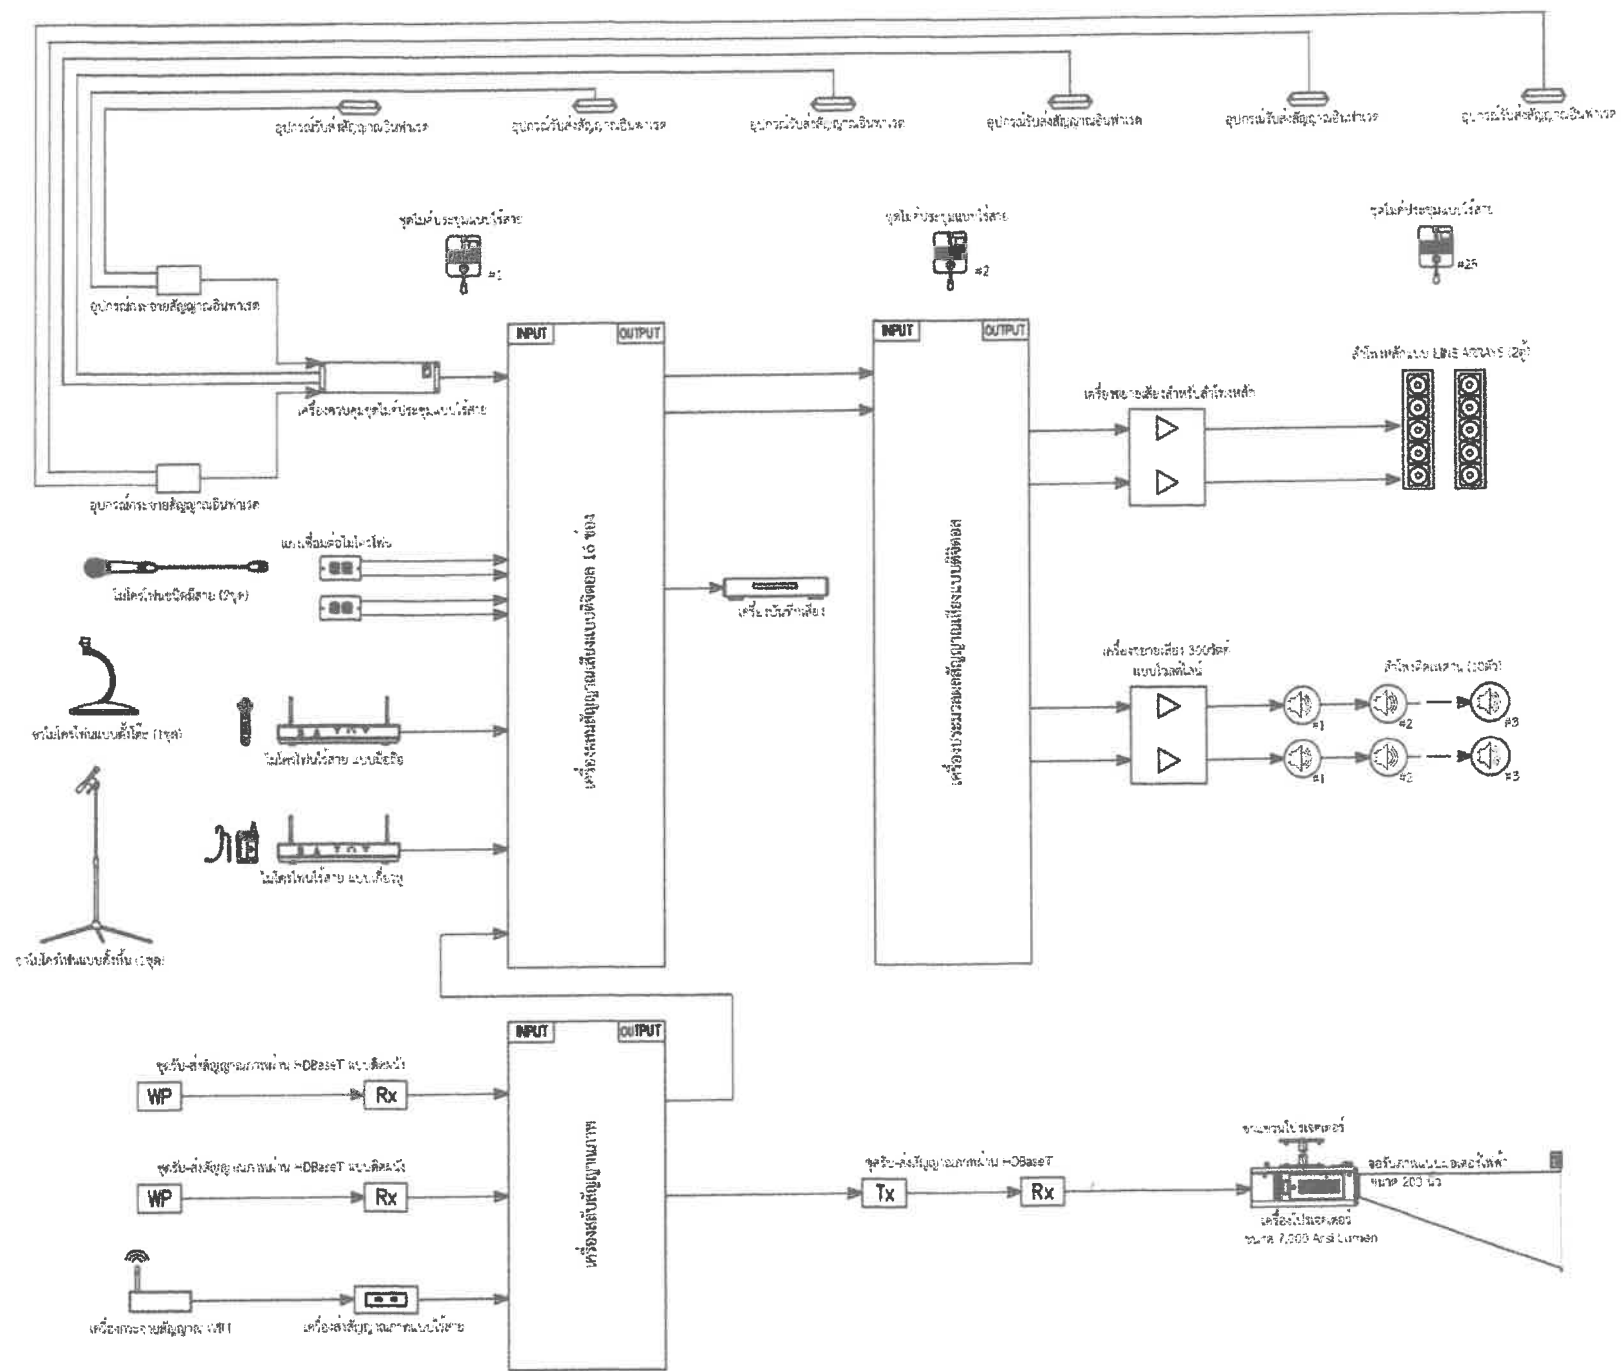 อุปกรณ์รับส่งสัญญาณอินฟาเรด
อุปกรณ์รับส่งสัญญาณอินฟาเรด
อุปกรณ์รับส่งสัญญาณอินฟาเรด
อุปกรณ์รับส่งสัญญาณอินฟาเรด
อุปกรณ์รับส่งสัญญาณอินฟาเรด
อุปกรณ์รับส่งสัญญาณอินฟาเรด
ชุดไมค์ประชุมแบบไร้สาย
#1
ชุดไมค์ประชุมแบบไร้สาย
#2
ชุดไมค์ประชุมแบบไร้สาย
#25
อุปกรณ์กระจายสัญญาณอินฟาเรด
เครื่องควบคุมชุดไมค์ประชุมแบบไร้สาย
อุปกรณ์กระจายสัญญาณอินฟาเรด
INPUT
OUTPUT
เครื่องผสมสัญญาณเสียงแบบดิจิตอล 16 ช่อง
INPUT
OUTPUT
เครื่องประมวลผลสัญญาณเสียงแบบดิจิตอล
ลำโพงหลักแบบ LINE ARRAYS (2ตู้)
เครื่องขยายเสียงสำหรับลำโพงหลัก
ไมโครโฟนชนิดมีสาย (2ชุด)
แผงเชื่อมต่อไมโครโฟน
เครื่องบันทึกเสียง
เครื่องขยายเสียง 300วัตต์
แบบโวลต์ไลน์
ลำโพงติดเพดาน (10ตัว)
#1
#2
#3
#1
#2
#3
ขาไมโครโฟนแบบตั้งโต๊ะ (1ชุด)
ไมโครโฟนไร้สาย แบบมือถือ
ไมโครโฟนไร้สาย แบบเกี่ยวหู
ขาไมโครโฟนแบบตั้งพื้น
INPUT
OUTPUT
เครื่องสลับสัญญาณภาพ
ชุดรับ-ส่งสัญญาณภาพผ่าน HDBaseT แบบติดผนัง
WP
Rx
ชุดรับ-ส่งสัญญาณภาพผ่าน HDBaseT แบบติดผนัง
WP
Rx
เครื่องกระจายสัญญาณ WIFI
เครื่องส่งสัญญาณภาพแบบไร้สาย
ชุดรับ-ส่งสัญญาณภาพผ่าน HDBaseT
Tx
Rx
ขาแขวนโปรเจคเตอร์
เครื่องโปรเจคเตอร์
ขนาด 7,000 Ansi Lumen
จอรับภาพแบบมอเตอร์ไฟฟ้า
ขนาด 200 นิ้ว